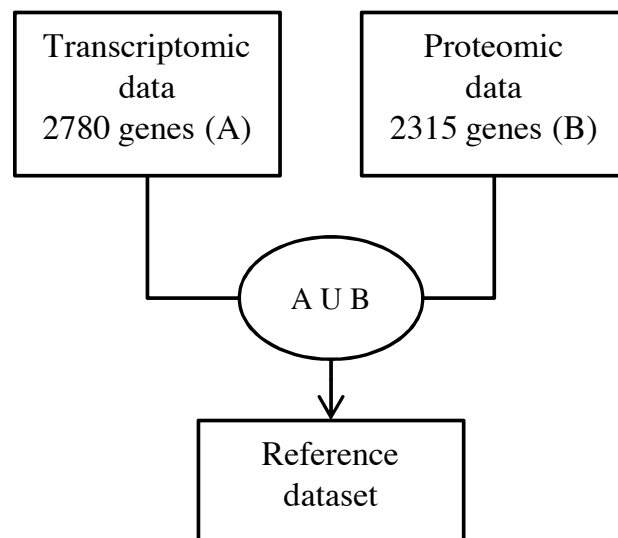 Transcriptomic
data
2780 genes (A)
Proteomic
data
2315 genes (B)
A U B
Reference
dataset